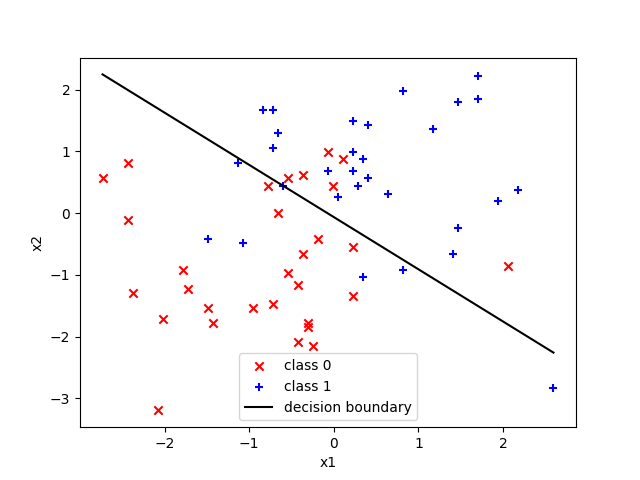 2
1
0
−1
−2
−3
x2
class 0
class 1
decision boundary
−2 −1 0 1 2
x1